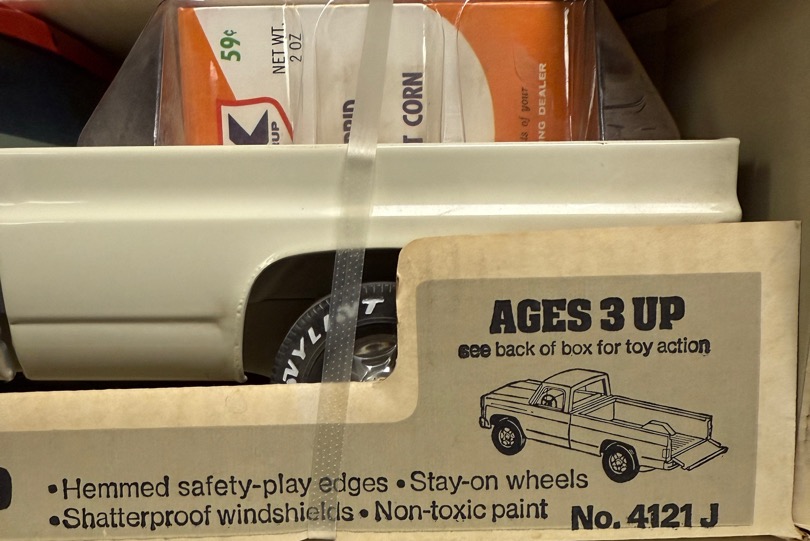 59¢
NET WT.
2 OZ
T CORN
NG DEALER
AGES 3 UP
see back of box for toy action
•Hemmed safety-play edges •Stay-on wheels
•Shatterproof windshields • Non-toxic paint
No. 4121 J